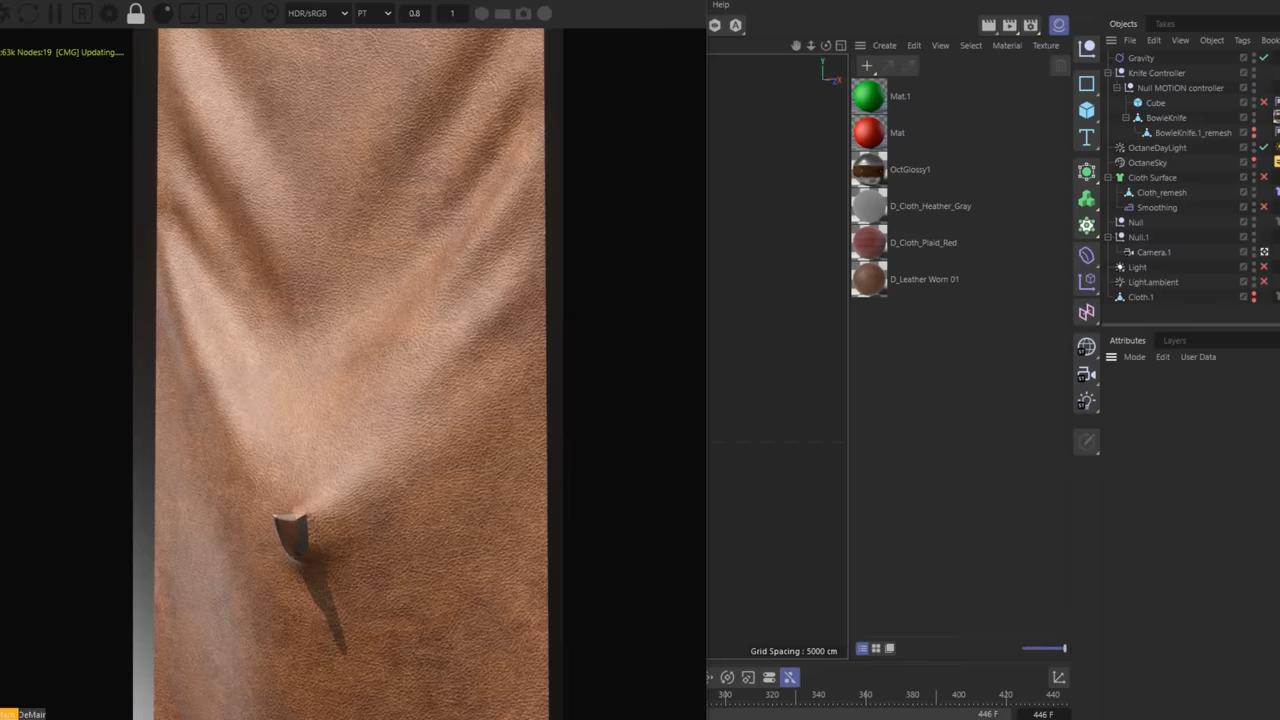 Help
HDR/sRGB PT 0.8 1
:63k Nodes:19 [CMG] Updating.....
Create Edit View Select Material Texture
Y
X
Z
Mat.1
Mat
OctGlossy1
D_Cloth_Heather_Gray
D_Cloth_Plaid_Red
D_Leather Worn 01
Grid Spacing : 5000 cm
300 320 340 360 380 400 420 440
446 F 446 F
DeMair
Objects Takes
File Edit View Object Tags Book
Gravity
Knife Controller
Null MOTION controller
Cube
BowieKnife
BowieKnife.1_remesh
OctaneDayLight
OctaneSky
Cloth Surface
Cloth_remesh
Smoothing
Null
Null.1
Camera.1
Light
Light.ambient
Cloth.1
Attributes Layers
Mode Edit User Data